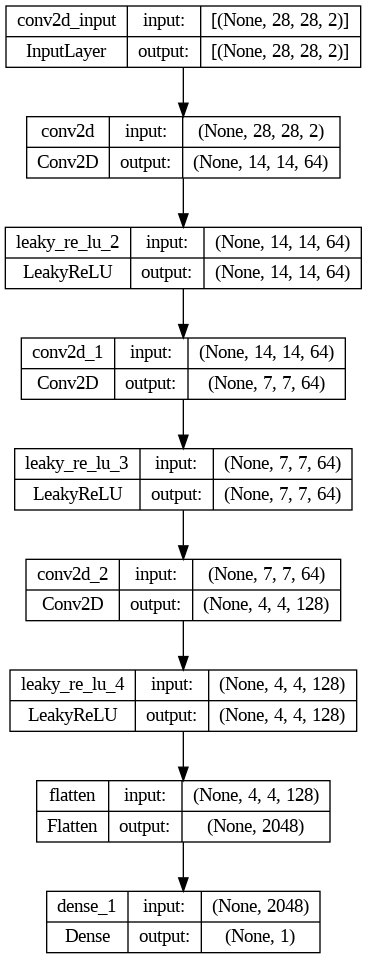 conv2d_input input: [(None, 28, 28, 2)]
InputLayer output: [(None, 28, 28, 2)]
conv2d input: (None, 28, 28, 2)
Conv2D output: (None, 14, 14, 64)
leaky_re_lu_2 input: (None, 14, 14, 64)
LeakyReLU output: (None, 14, 14, 64)
conv2d_1 input: (None, 14, 14, 64)
Conv2D output: (None, 7, 7, 64)
leaky_re_lu_3 input: (None, 7, 7, 64)
LeakyReLU output: (None, 7, 7, 64)
conv2d_2 input: (None, 7, 7, 64)
Conv2D output: (None, 4, 4, 128)
leaky_re_lu_4 input: (None, 4, 4, 128)
LeakyReLU output: (None, 4, 4, 128)
flatten input: (None, 4, 4, 128)
Flatten output: (None, 2048)
dense_1 input: (None, 2048)
Dense output: (None, 1)